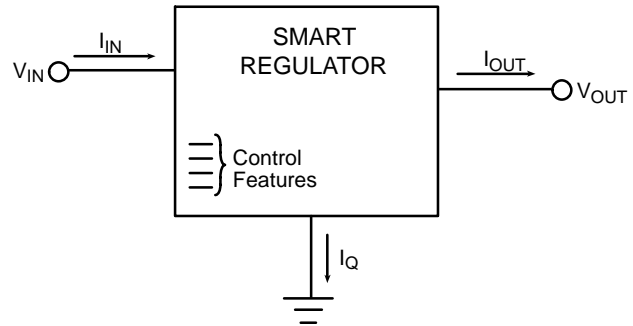 SMART
REGULATOR
I_IN
V_IN
I_OUT
V_OUT
Control
Features
I_Q